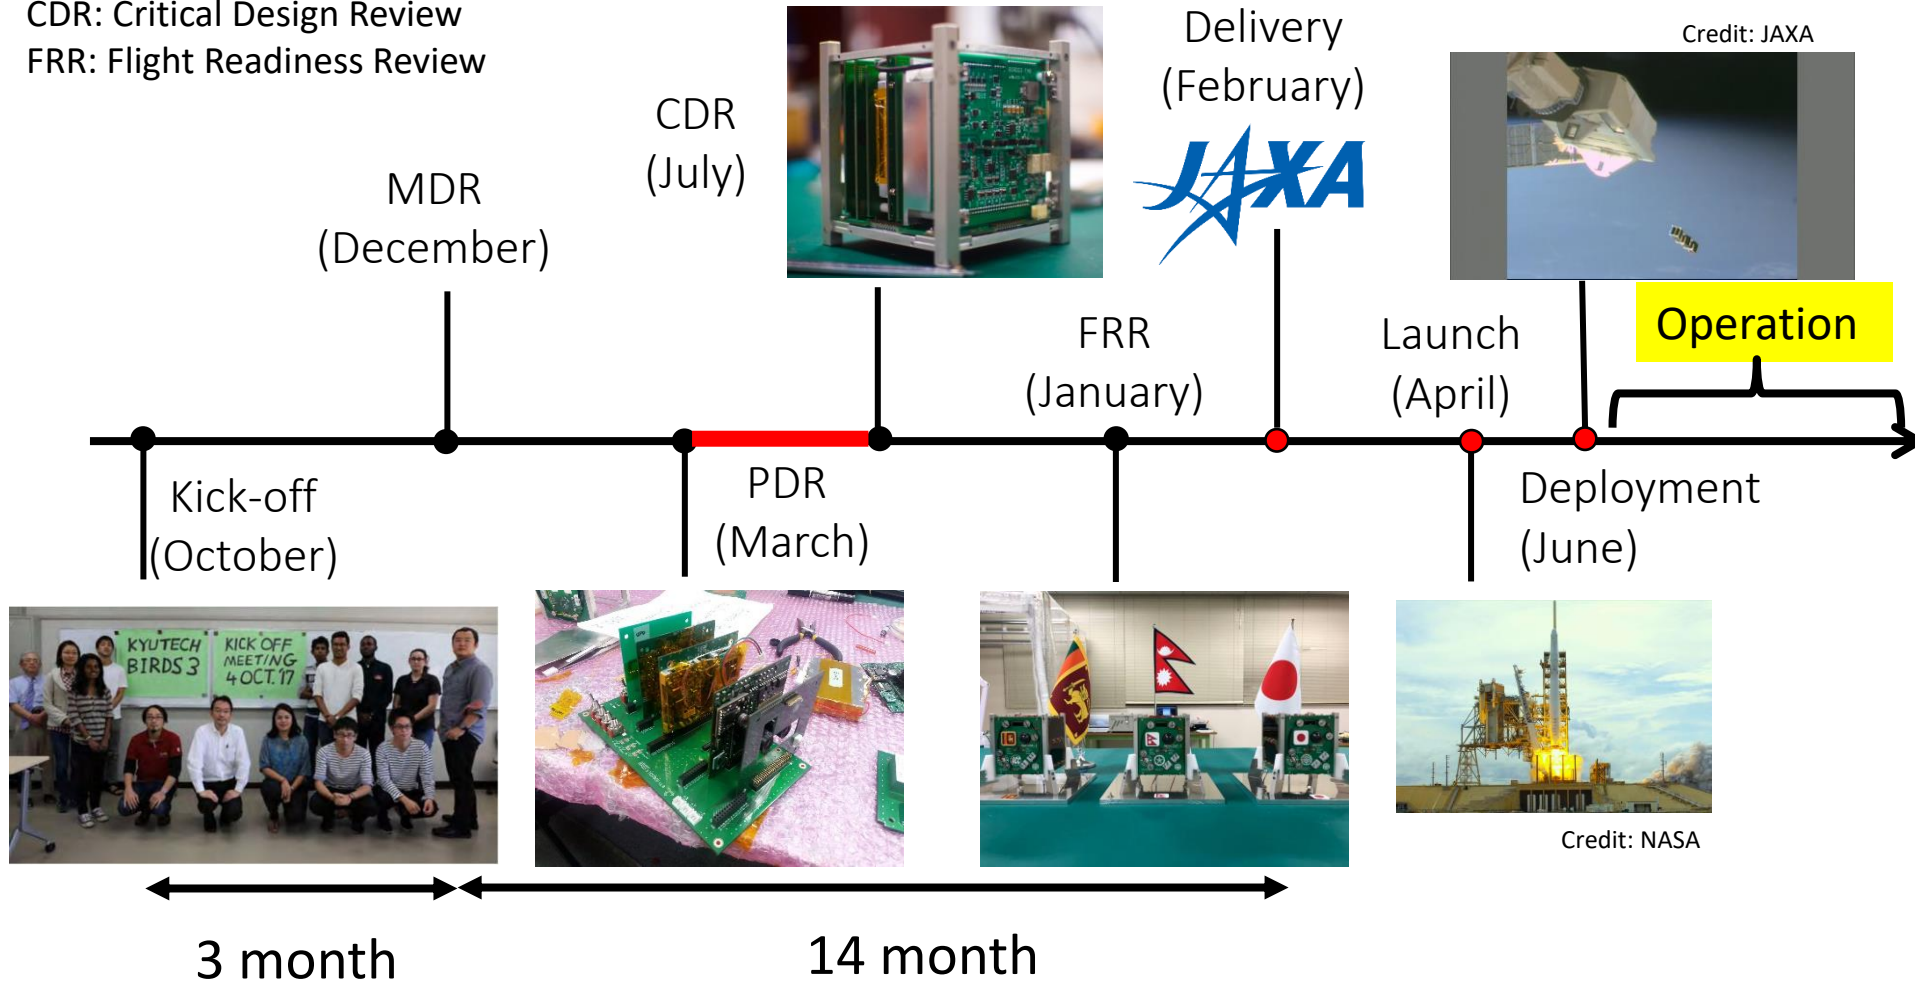 CDR: Critical Design Review
FRR: Flight Readiness Review
Kick-off
(October)
MDR
(December)
PDR
(March)
CDR
(July)
FRR
(January)
Delivery
(February)
JAXA
Launch
(April)
Credit: JAXA
Deployment
(June)
Operation
KYUTECH
BIRDS 3
KICK OFF
MEETING
4 OCT. '17
Credit: NASA
3 month
14 month